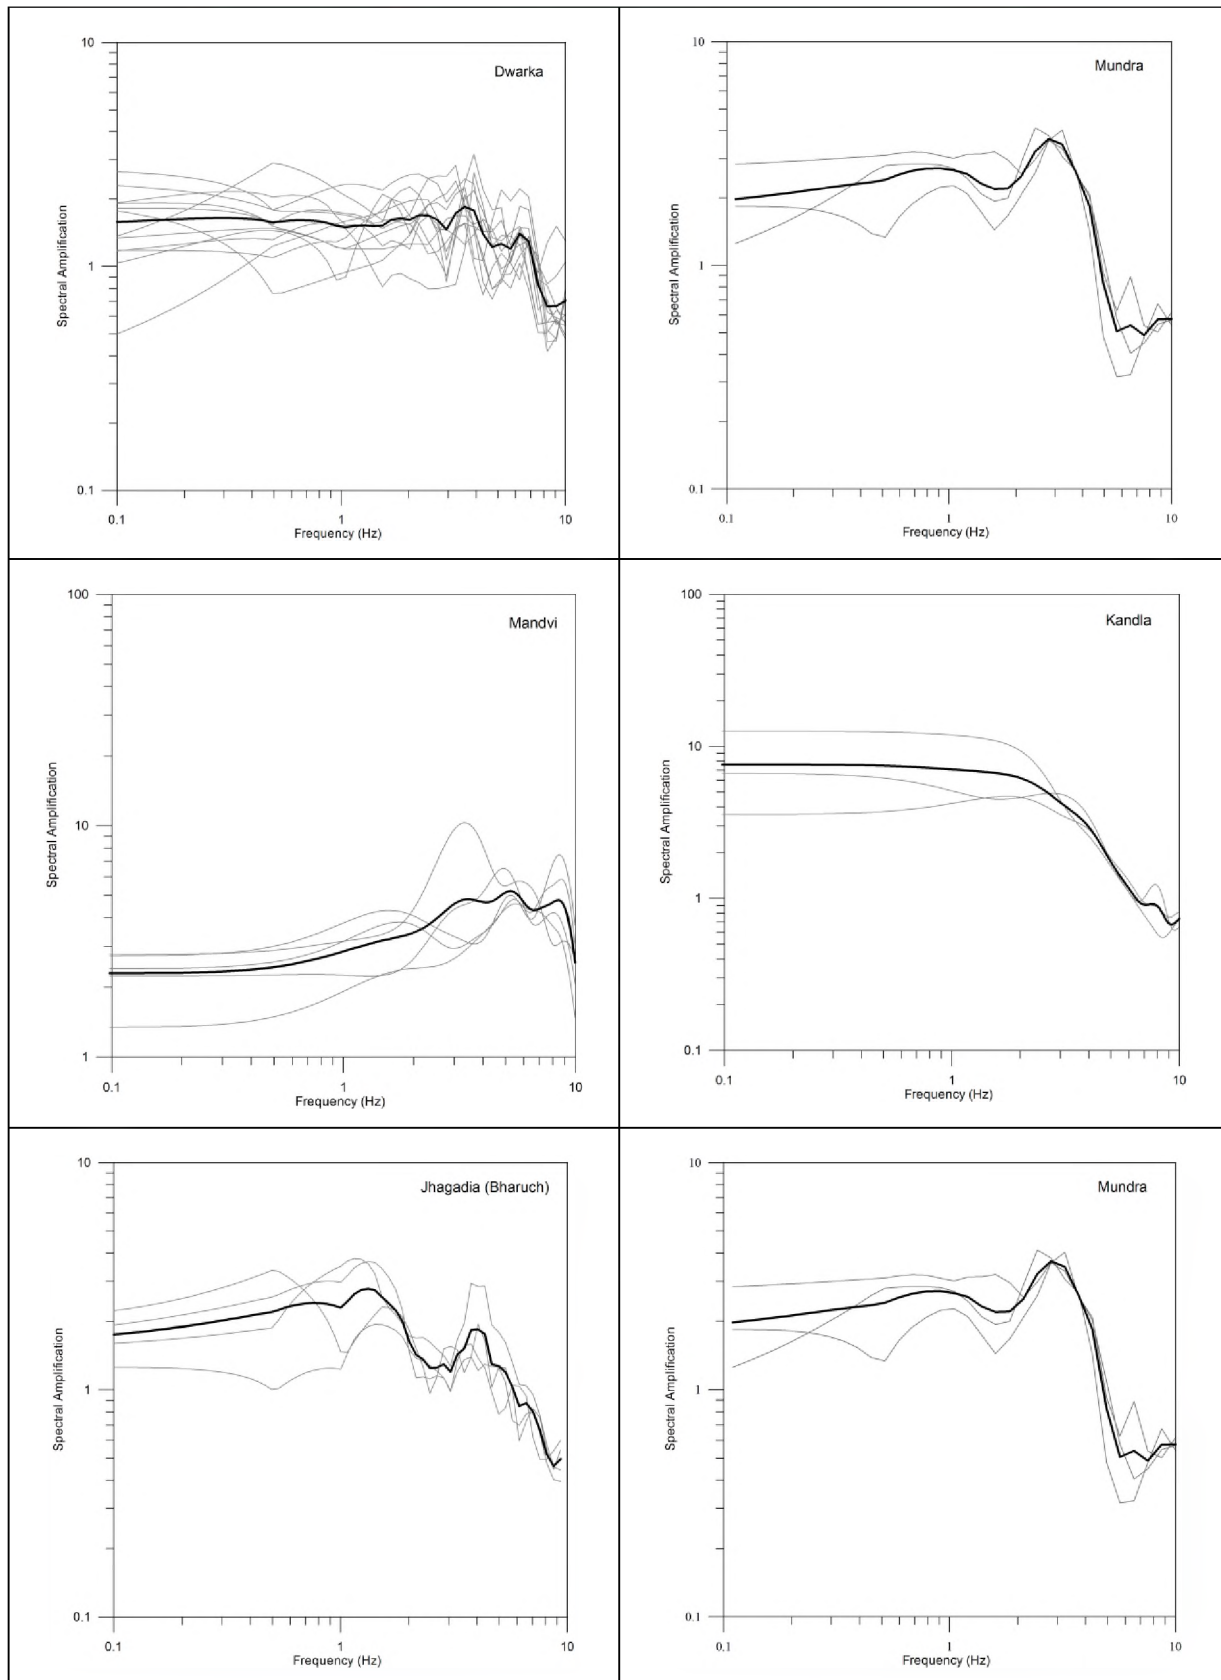 10
Dwarka
Spectral Amplification
1
0.1
0.1
1
10
Frequency (Hz)
10
Mundra
Spectral Amplification
1
0.1
0.1
1
10
Frequency (Hz)
100
Mandvi
Spectral Amplification
10
1
0.1
1
10
Frequency (Hz)
100
Kandla
Spectral Amplification
10
1
0.1
0.1
1
10
Frequency (Hz)
10
Jhagadia (Bharuch)
Spectral Amplification
1
0.1
0.1
1
10
Frequency (Hz)
10
Mundra
Spectral Amplification
1
0.1
0.1
1
10
Frequency (Hz)